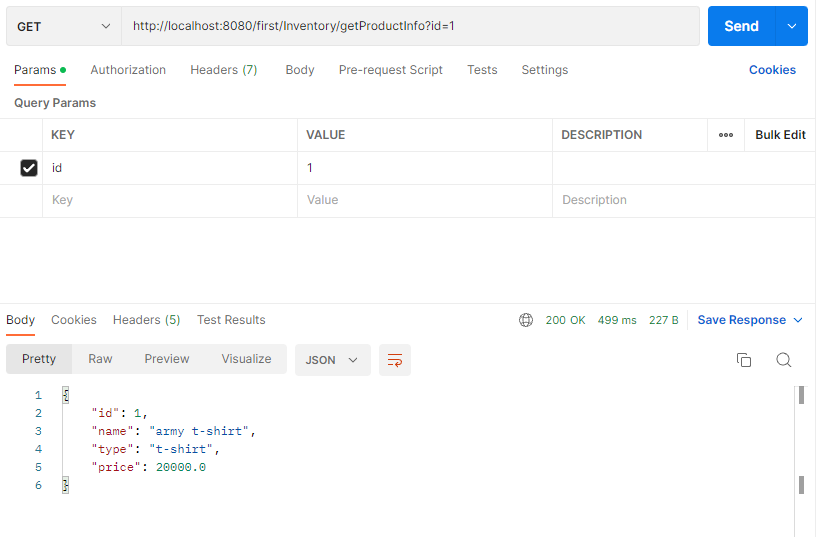 GET http://localhost:8080/first/Inventory/getProductInfo?id=1 Send
Params Authorization Headers (7) Body Pre-request Script Tests Settings Cookies
Query Params
KEY VALUE DESCRIPTION ooo Bulk Edit
id 1
Key Value Description
Body Cookies Headers (5) Test Results 200 OK 499 ms 227 B Save Response
Pretty Raw Preview Visualize JSON
1 {
2 "id": 1,
3 "name": "army t-shirt",
4 "type": "t-shirt",
5 "price": 20000.0
6 }